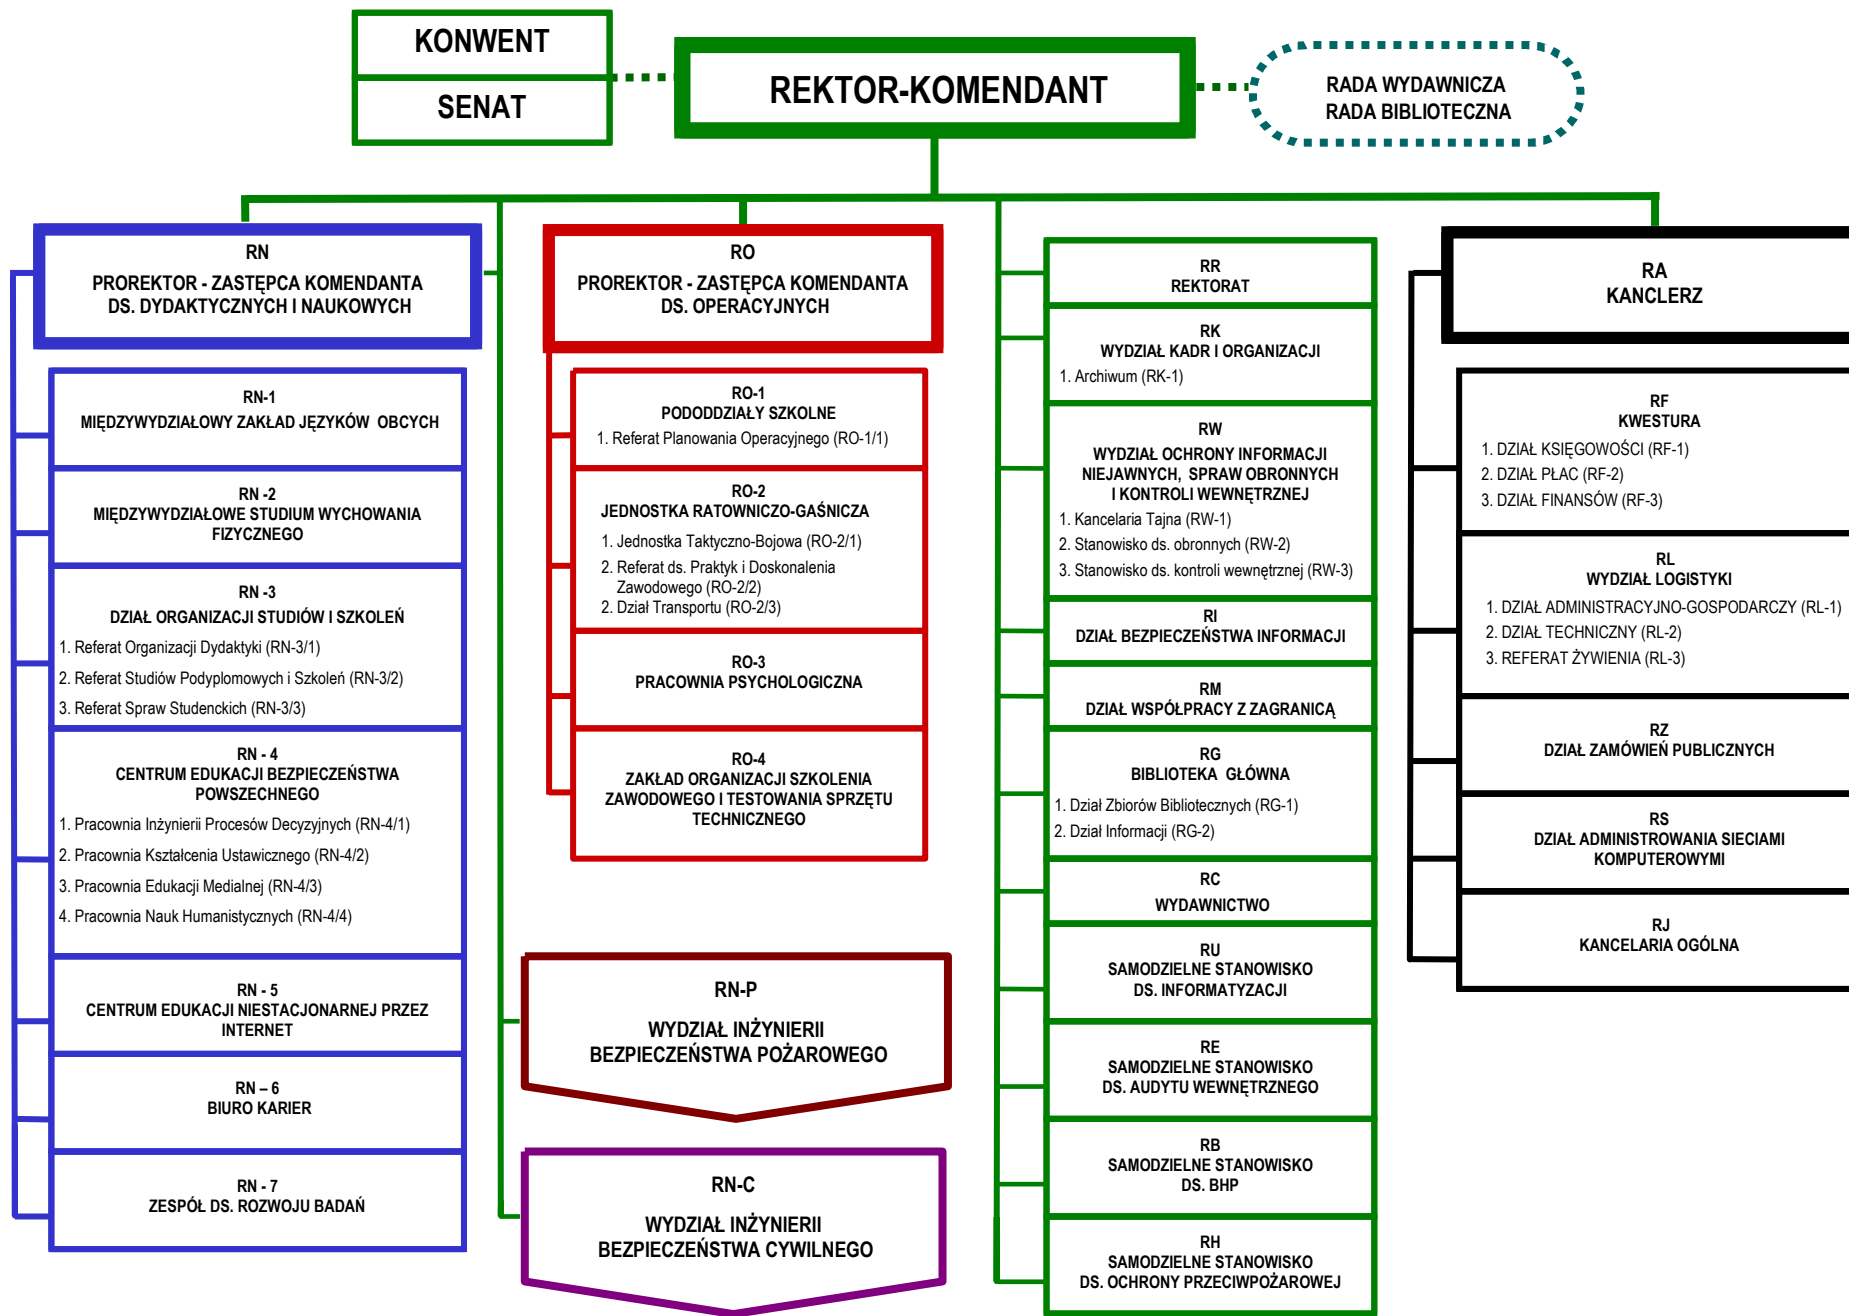 KONWENT
SENAT
REKTOR-KOMENDANT
RADA WYDAWNICZA
RADA BIBLIOTECZNA
RN
PROREKTOR - ZASTĘPCA KOMENDANTA
DS. DYDAKTYCZNYCH I NAUKOWYCH
RN-1
MIĘDZYWYDZIAŁOWY ZAKŁAD JĘZYKÓW OBCYCH
RN -2
MIĘDZYWYDZIAŁOWE STUDIUM WYCHOWANIA
FIZYCZNEGO
RN -3
DZIAŁ ORGANIZACJI STUDIÓW I SZKOLEŃ
1. Referat Organizacji Dydaktyki (RN-3/1)
2. Referat Studiów Podyplomowych i Szkoleń (RN-3/2)
3. Referat Spraw Studenckich (RN-3/3)
RN - 4
CENTRUM EDUKACJI BEZPIECZEŃSTWA
POWSZECHNEGO
1. Pracownia Inżynierii Procesów Decyzyjnych (RN-4/1)
2. Pracownia Kształcenia Ustawicznego (RN-4/2)
3. Pracownia Edukacji Medialnej (RN-4/3)
4. Pracownia Nauk Humanistycznych (RN-4/4)
RN - 5
CENTRUM EDUKACJI NIESTACJONARNEJ PRZEZ
INTERNET
RN – 6
BIURO KARIER
RN - 7
ZESPÓŁ DS. ROZWOJU BADAŃ
RO
PROREKTOR - ZASTĘPCA KOMENDANTA
DS. OPERACYJNYCH
RO-1
PODODDZIAŁY SZKOLNE
1. Referat Planowania Operacyjnego (RO-1/1)
RO-2
JEDNOSTKA RATOWNICZO-GAŚNICZA
1. Jednostka Taktyczno-Bojowa (RO-2/1)
2. Referat ds. Praktyk i Doskonalenia
Zawodowego (RO-2/2)
2. Dział Transportu (RO-2/3)
RO-3
PRACOWNIA PSYCHOLOGICZNA
RO-4
ZAKŁAD ORGANIZACJI SZKOLENIA
ZAWODOWEGO I TESTOWANIA SPRZĘTU
TECHNICZNEGO
RN-P
WYDZIAŁ INŻYNIERII
BEZPIECZEŃSTWA POŻAROWEGO
RN-C
WYDZIAŁ INŻYNIERII
BEZPIECZEŃSTWA CYWILNEGO
RR
REKTORAT
RK
WYDZIAŁ KADR I ORGANIZACJI
1. Archiwum (RK-1)
RW
WYDZIAŁ OCHRONY INFORMACJI
NIEJAWNYCH, SPRAW OBRONNYCH
I KONTROLI WEWNĘTRZNEJ
1. Kancelaria Tajna (RW-1)
2. Stanowisko ds. obronnych (RW-2)
3. Stanowisko ds. kontroli wewnętrznej (RW-3)
RI
DZIAŁ BEZPIECZEŃSTWA INFORMACJI
RM
DZIAŁ WSPÓŁPRACY Z ZAGRANICĄ
RG
BIBLIOTEKA GŁÓWNA
1. Dział Zbiorów Bibliotecznych (RG-1)
2. Dział Informacji (RG-2)
RC
WYDAWNICTWO
RU
SAMODZIELNE STANOWISKO
DS. INFORMATYZACJI
RE
SAMODZIELNE STANOWISKO
DS. AUDYTU WEWNĘTRZNEGO
RB
SAMODZIELNE STANOWISKO
DS. BHP
RH
SAMODZIELNE STANOWISKO
DS. OCHRONY PRZECIWPOŻAROWEJ
RA
KANCLERZ
RF
KWESTURA
1. DZIAŁ KSIĘGOWOŚCI (RF-1)
2. DZIAŁ PŁAC (RF-2)
3. DZIAŁ FINANSÓW (RF-3)
RL
WYDZIAŁ LOGISTYKI
1. DZIAŁ ADMINISTRACYJNO-GOSPODARCZY (RL-1)
2. DZIAŁ TECHNICZNY (RL-2)
3. REFERAT ŻYWIENIA (RL-3)
RZ
DZIAŁ ZAMÓWIEŃ PUBLICZNYCH
RS
DZIAŁ ADMINISTROWANIA SIECIAMI
KOMPUTEROWYMI
RJ
KANCELARIA OGÓLNA